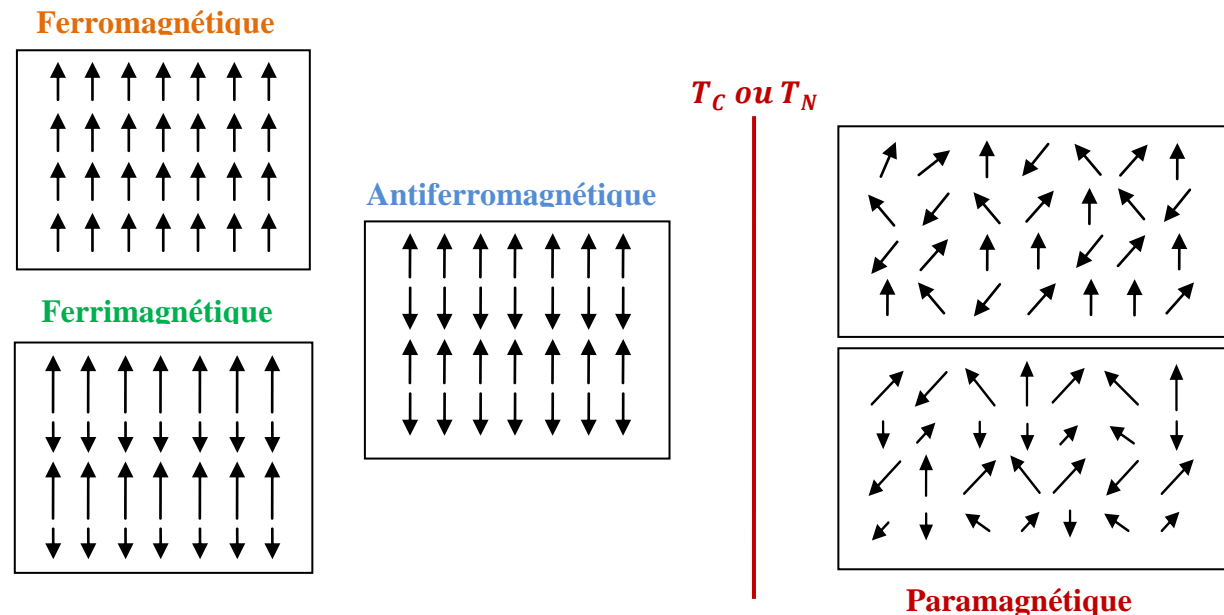 Ferromagnétique
T_C ou T_N
Antiferromagnétique
Ferrimagnétique
Paramagnétique